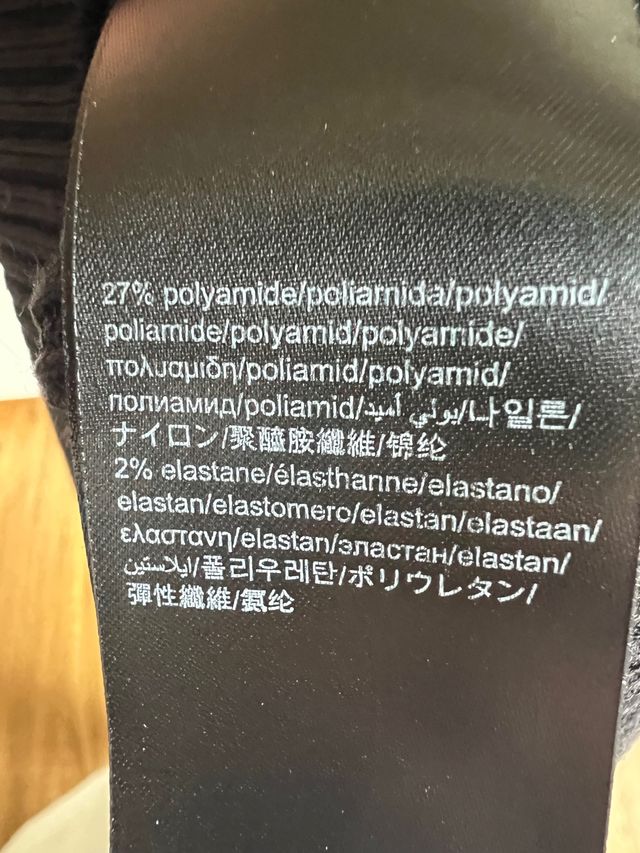 27% polyamide/poliamida/polyamid/
poliamide/polyamid/polyamide/
πολυαμιδη/poliamid/polyamid/
полиамид/poliamid/بولي أميد/나일론/
ナイロン/聚醯胺纖維/锦纶
2% elastane/élasthanne/elastano/
elastan/elastomero/elastan/elastaan/
ελαστανη/elastan/эластан/elastan/
ايلاستين/폴리우레탄/ポリウレタン/
彈性纖維/氨纶